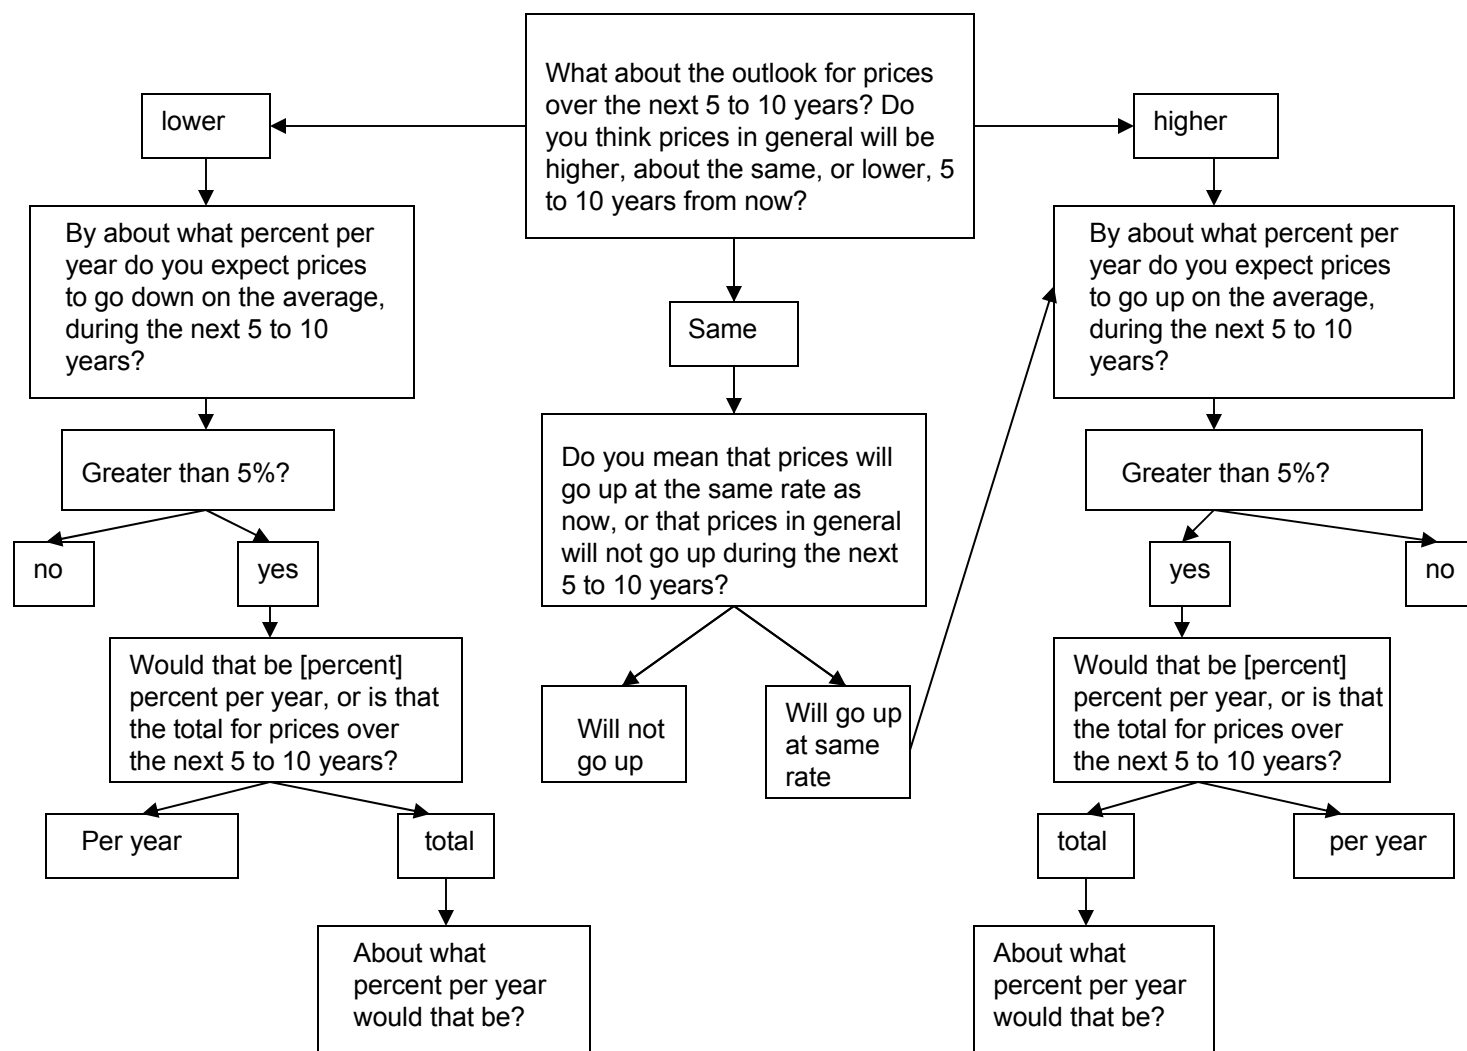 What about the outlook for prices
over the next 5 to 10 years? Do
you think prices in general will be
higher, about the same, or lower, 5
to 10 years from now?
lower
By about what percent per
year do you expect prices
to go down on the average,
during the next 5 to 10
years?
Greater than 5%?
no
yes
Would that be [percent]
percent per year, or is that
the total for prices over
the next 5 to 10 years?
Per year
total
About what
percent per year
would that be?
Same
Do you mean that prices will
go up at the same rate as
now, or that prices in general
will not go up during the next
5 to 10 years?
Will not
go up
Will go up
at same
rate
higher
By about what percent per
year do you expect prices
to go up on the average,
during the next 5 to 10
years?
Greater than 5%?
yes
no
Would that be [percent]
percent per year, or is that
the total for prices over
the next 5 to 10 years?
total
per year
About what
percent per year
would that be?